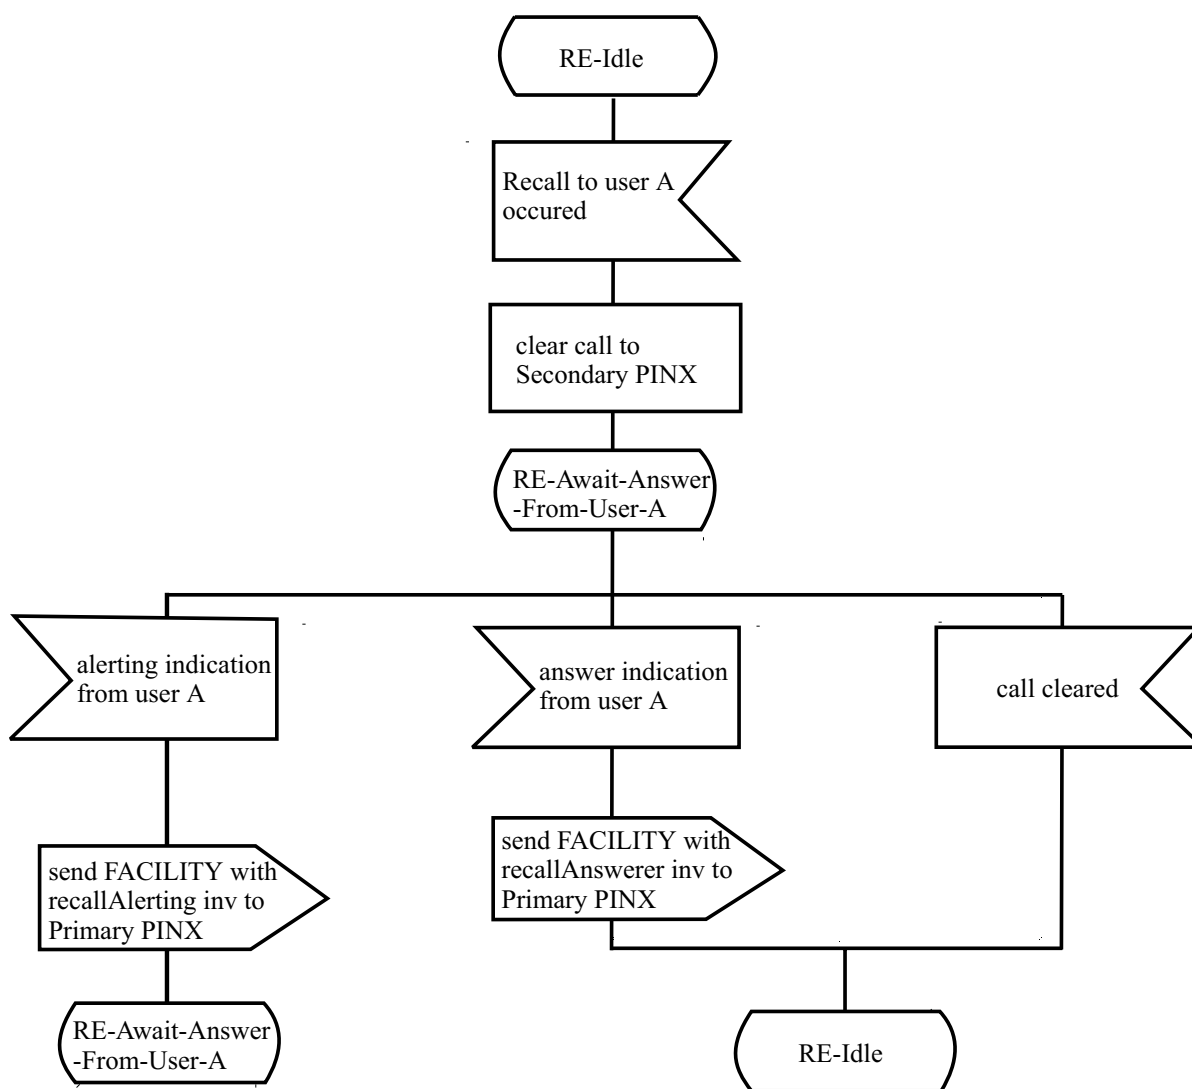 RE-Idle
Recall to user A
occured
clear call to
Secondary PINX
RE-Await-Answer
-From-User-A
alerting indication
from user A
answer indication
from user A
call cleared
send FACILITY with
recallAlerting inv to
Primary PINX
send FACILITY with
recallAnswerer inv to
Primary PINX
RE-Await-Answer
-From-User-A
RE-Idle